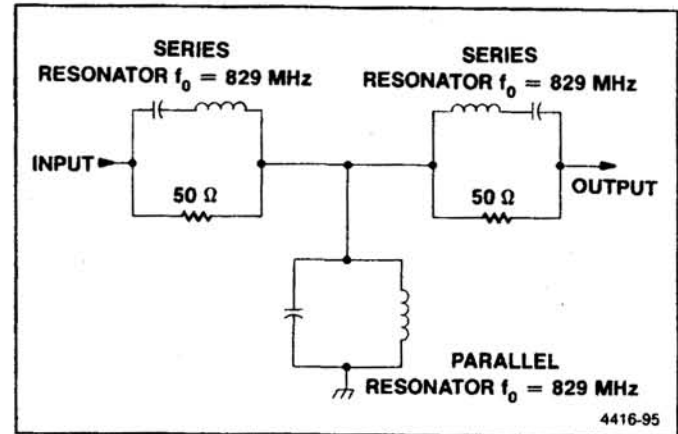 SERIES
RESONATOR f₀ = 829 MHz
SERIES
RESONATOR f₀ = 829 MHz
INPUT
50 Ω
50 Ω
OUTPUT
PARALLEL
RESONATOR f₀ = 829 MHz
4416-95